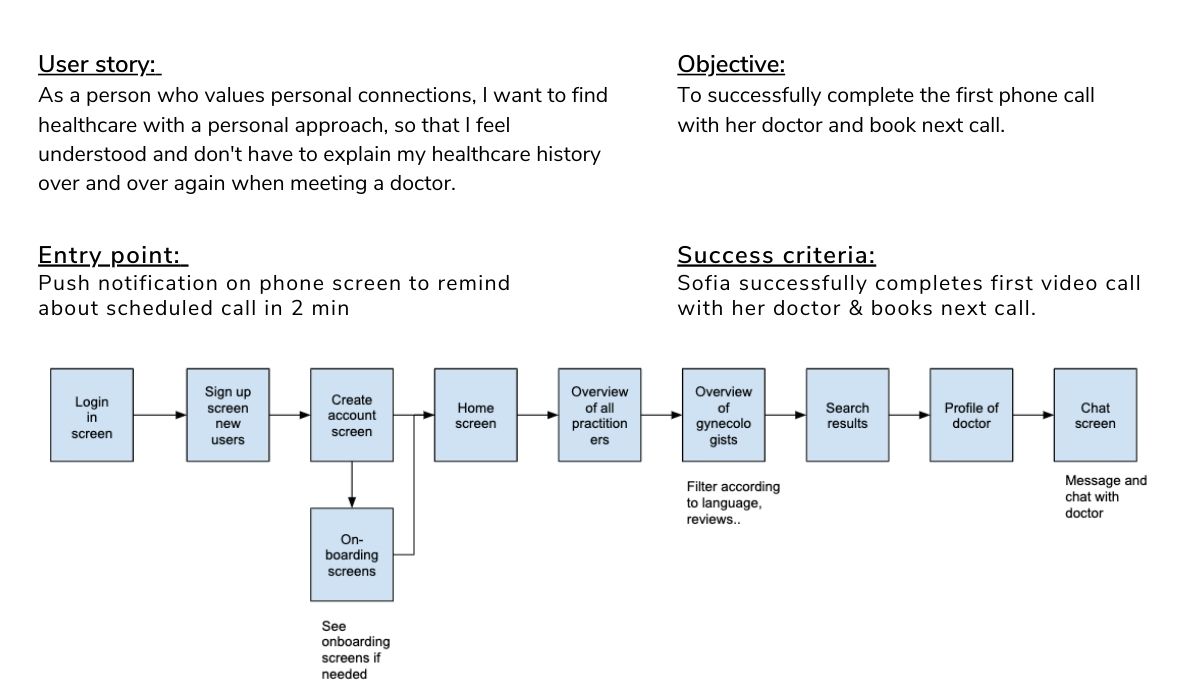 User story:
As a person who values personal connections, I want to find
healthcare with a personal approach, so that I feel
understood and don't have to explain my healthcare history
over and over again when meeting a doctor.
Objective:
To successfully complete the first phone call
with her doctor and book next call.
Entry point:
Push notification on phone screen to remind
about scheduled call in 2 min
Success criteria:
Sofia successfully completes first video call
with her doctor & books next call.
Login
in
screen
Sign up
screen
new
users
Create
account
screen
Home
screen
Overview
of all
practition
ers
Overview
of
gynecolo
gists
Search
results
Profile of
doctor
Chat
screen
Filter according
to language,
reviews..
Message and
chat with
doctor
On-
boarding
screens
See
onboarding
screens if
needed